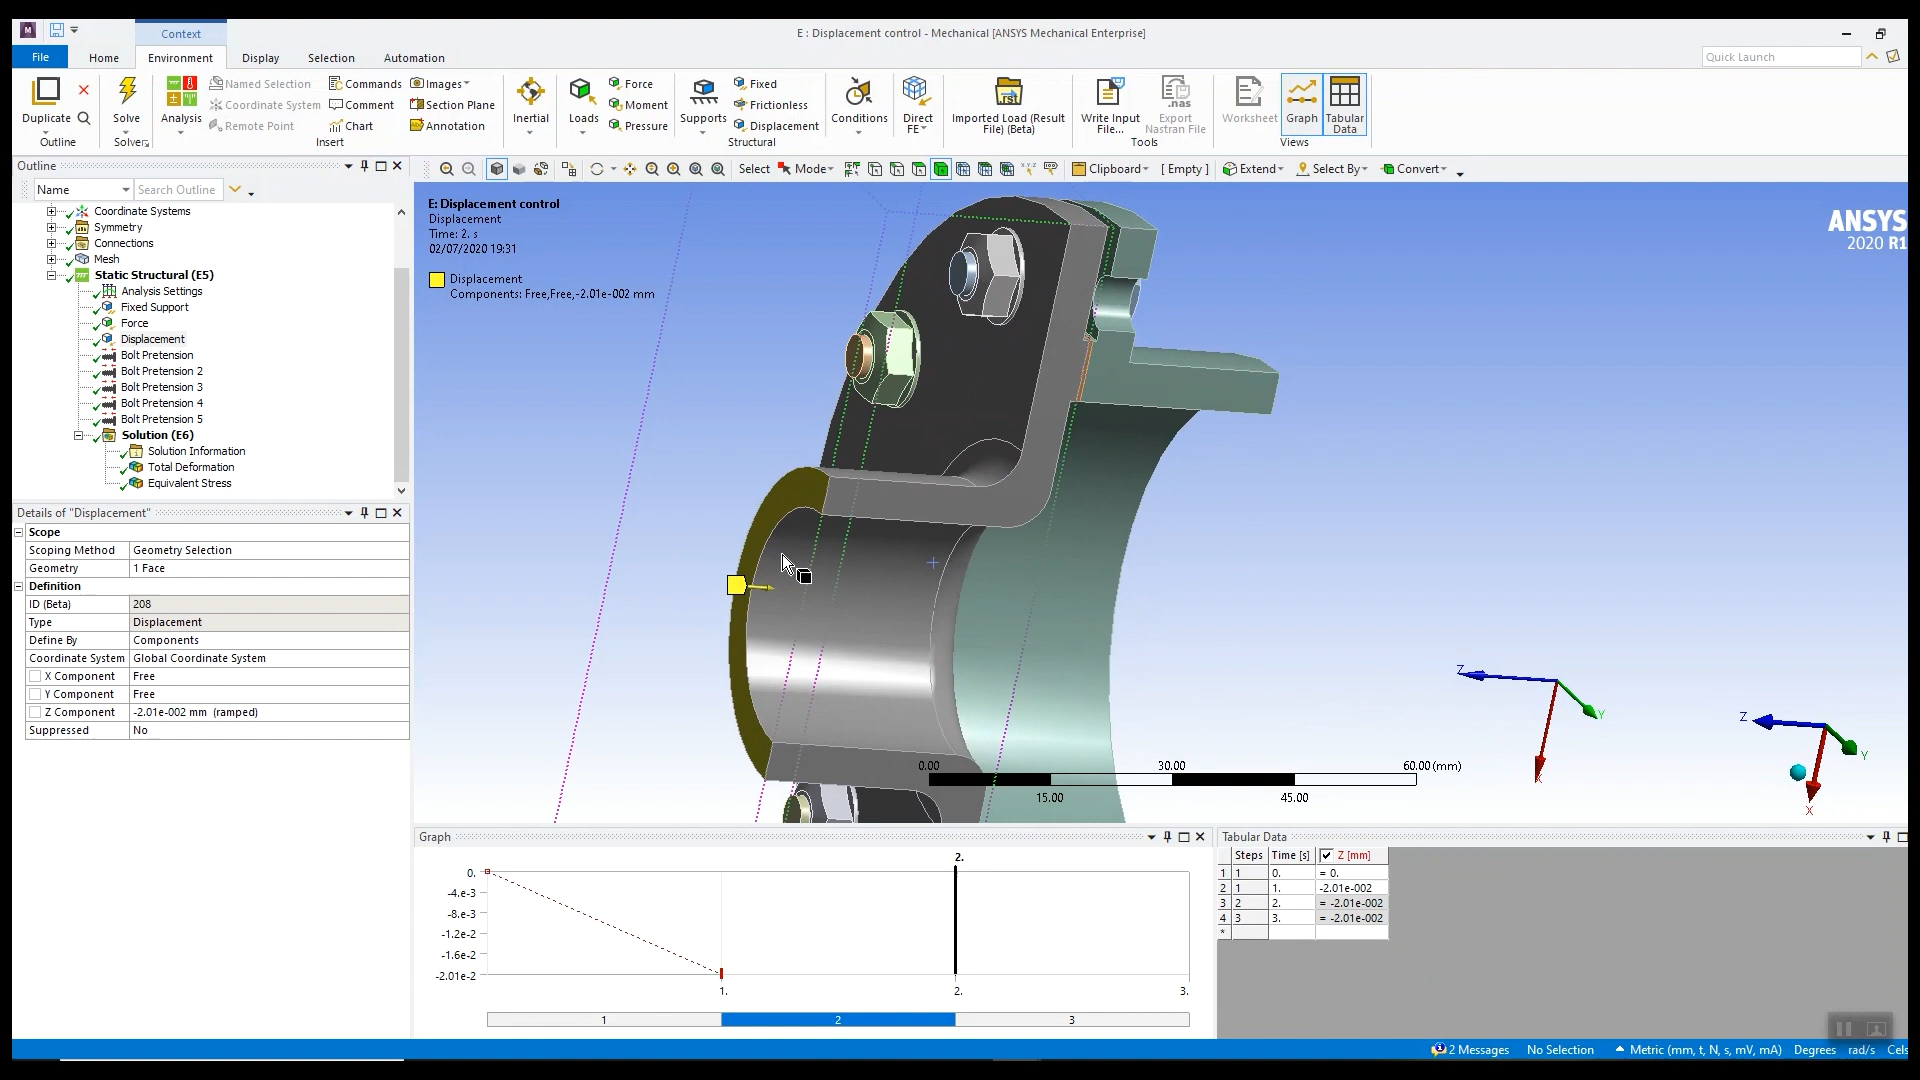 Context
E : Displacement control - Mechanical [ANSYS Mechanical Enterprise]
File
Home
Environment
Display
Selection
Automation
Quick Launch
Duplicate
Outline
Solve
Solver
Analysis
Named Selection
Coordinate System
Remote Point
Commands
Comment
Chart
Images
Section Plane
Annotation
Insert
Inertial
Loads
Force
Moment
Pressure
Supports
Fixed
Frictionless
Displacement
Structural
Conditions
Direct
FE
Imported Load (Result
File) (Beta)
Write Input
File...
Export
Nastran File
Tools
Worksheet
Graph
Tabular
Data
Views
Outline
Name
Search Outline
Select
Mode
Clipboard
[ Empty ]
Extend
Select By
Convert
Coordinate Systems
Symmetry
Connections
Mesh
Static Structural (E5)
Analysis Settings
Fixed Support
Force
Displacement
Bolt Pretension
Bolt Pretension 2
Bolt Pretension 3
Bolt Pretension 4
Bolt Pretension 5
Solution (E6)
Solution Information
Total Deformation
Equivalent Stress
Details of "Displacement"
Scope
Scoping Method Geometry Selection
Geometry 1 Face
Definition
ID (Beta) 208
Type Displacement
Define By Components
Coordinate System Global Coordinate System
X Component Free
Y Component Free
Z Component -2.01e-002 mm (ramped)
Suppressed No
E: Displacement control
Displacement
Time: 2. s
02/07/2020 19:31
Displacement
Components: Free,Free,-2.01e-002 mm
ANSYS
2020 R1
Z
Y
X
Z
Y
X
0.00 30.00 60.00 (mm)
15.00 45.00
Graph
2.
0.
-4.e-3
-8.e-3
-1.2e-2
-1.6e-2
-2.01e-2
1. 2. 3.
1 2 3
Tabular Data
Steps Time [s] Z [mm]
1 1 0. = 0.
2 1 1. -2.01e-002
3 2 2. = -2.01e-002
4 3 3. = -2.01e-002
*
2 Messages
No Selection
Metric (mm, t, N, s, mV, mA)
Degrees
rad/s
Cels